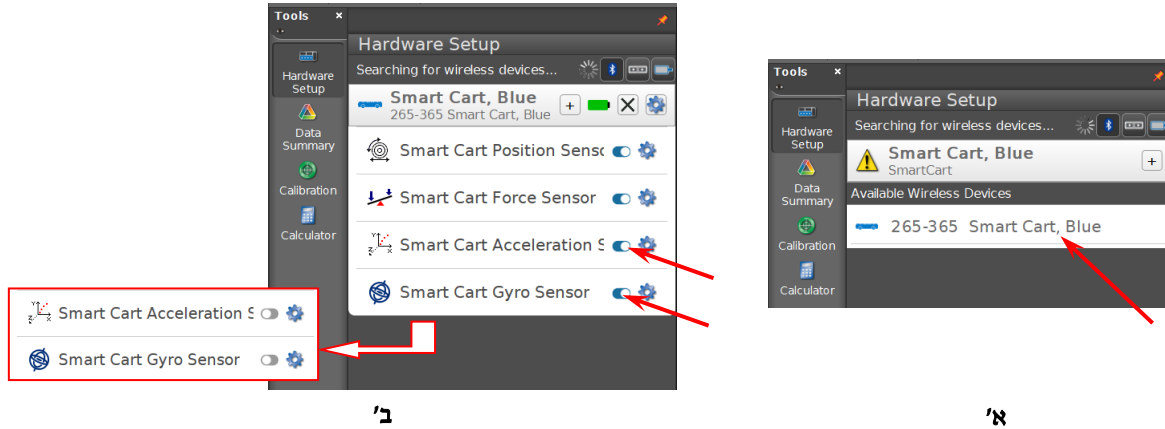 Tools ×
Hardware Setup
Searching for wireless devices...
Smart Cart, Blue
265-365 Smart Cart, Blue
+
Hardware
Setup
Data
Summary
Calibration
Calculator
Smart Cart Position Senso
Smart Cart Force Sensor
Smart Cart Acceleration S
Smart Cart Gyro Sensor
Smart Cart Acceleration S
Smart Cart Gyro Sensor
ב'
Tools ×
Hardware Setup
Searching for wireless devices...
Smart Cart, Blue
SmartCart
+
Available Wireless Devices
265-365 Smart Cart, Blue
Hardware
Setup
Data
Summary
Calibration
Calculator
א'